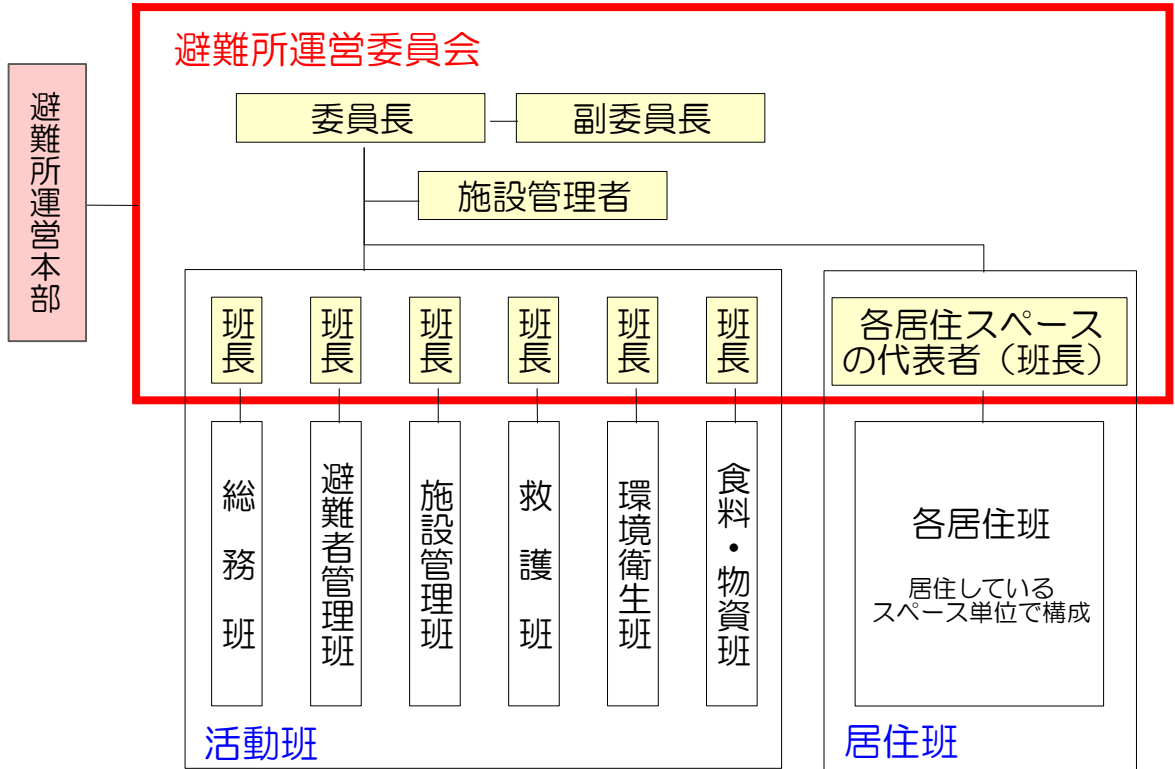 避難所運営委員会
避難所運営本部
委員長
副委員長
施設管理者
班長
班長
班長
班長
班長
班長
各居住スペース
の代表者（班長）
総務班
避難者管理班
施設管理班
救護班
環境衛生班
食料・物資班
各居住班
居住している
スペース単位で構成
活動班
居住班